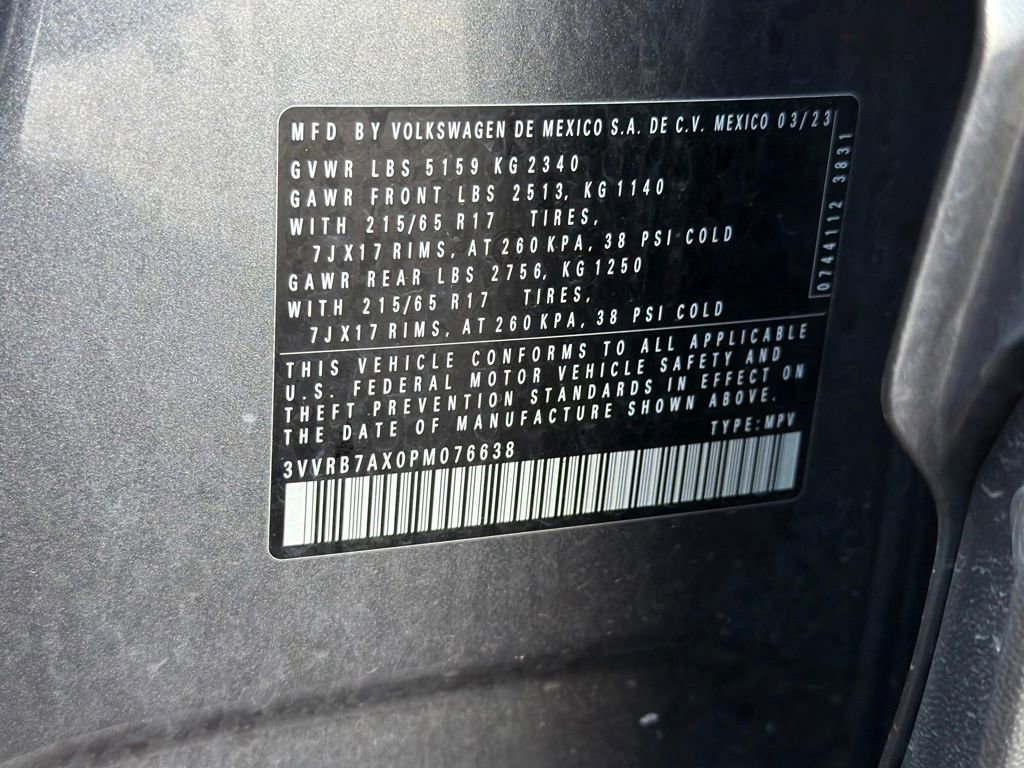 MFD BY VOLKSWAGEN DE MEXICO S.A. DE C.V. MEXICO 03/23
GVWR LBS 5159 KG 2340
GAWR FRONT LBS 2513, KG 1140
WITH 215/65 R17 TIRES,
7JX17 RIMS, AT 260 KPA, 38 PSI COLD
GAWR REAR LBS 2756, KG 1250
WITH 215/65 R17 TIRES,
7JX17 RIMS, AT 260 KPA, 38 PSI COLD
0744112 3831
THIS VEHICLE CONFORMS TO ALL APPLICABLE
U.S. FEDERAL MOTOR VEHICLE SAFETY AND
THEFT PREVENTION STANDARDS IN EFFECT ON
THE DATE OF MANUFACTURE SHOWN ABOVE.
TYPE: MPV
3VVRB7AX0PM076638